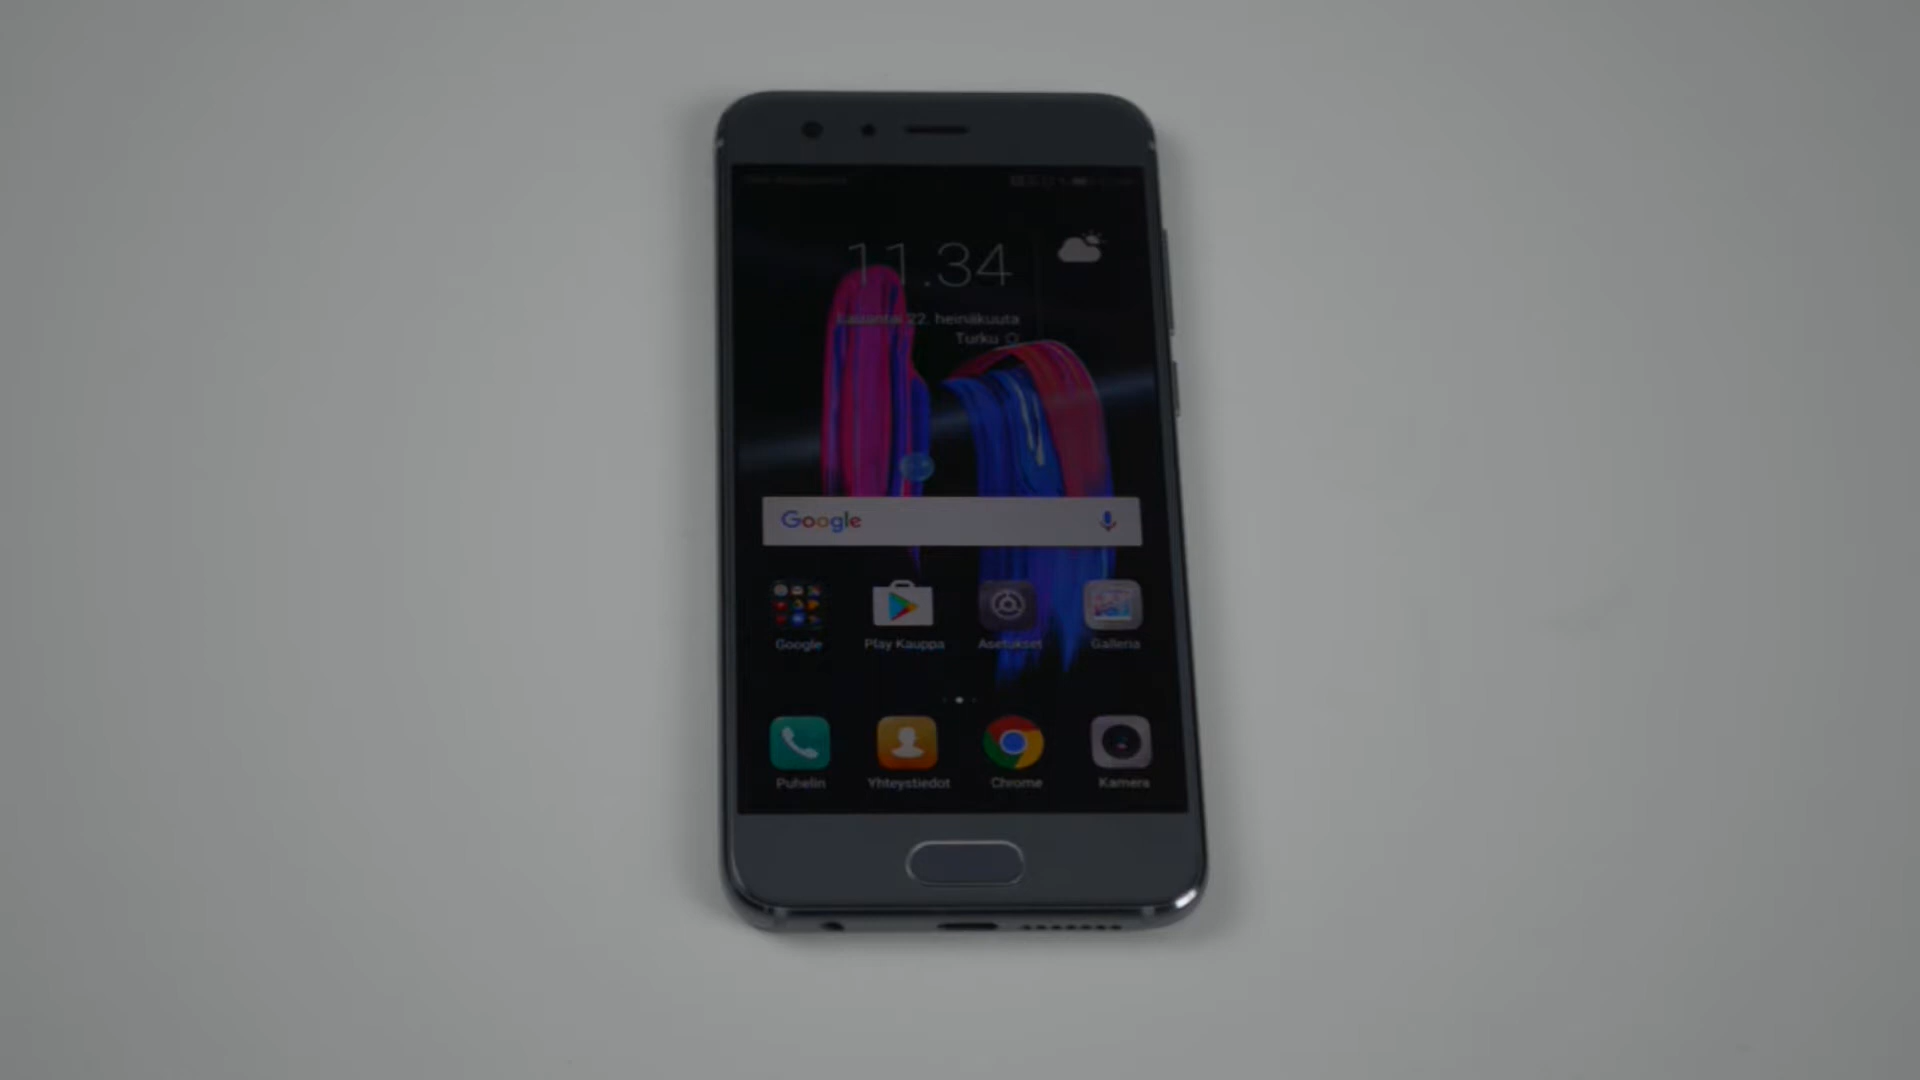 11.34
Lauantai 22. heinäkuuta
Turku
Google
Google
Play Kauppa
Asetukset
Galleria
Puhelin
Yhteystiedot
Chrome
Kamera